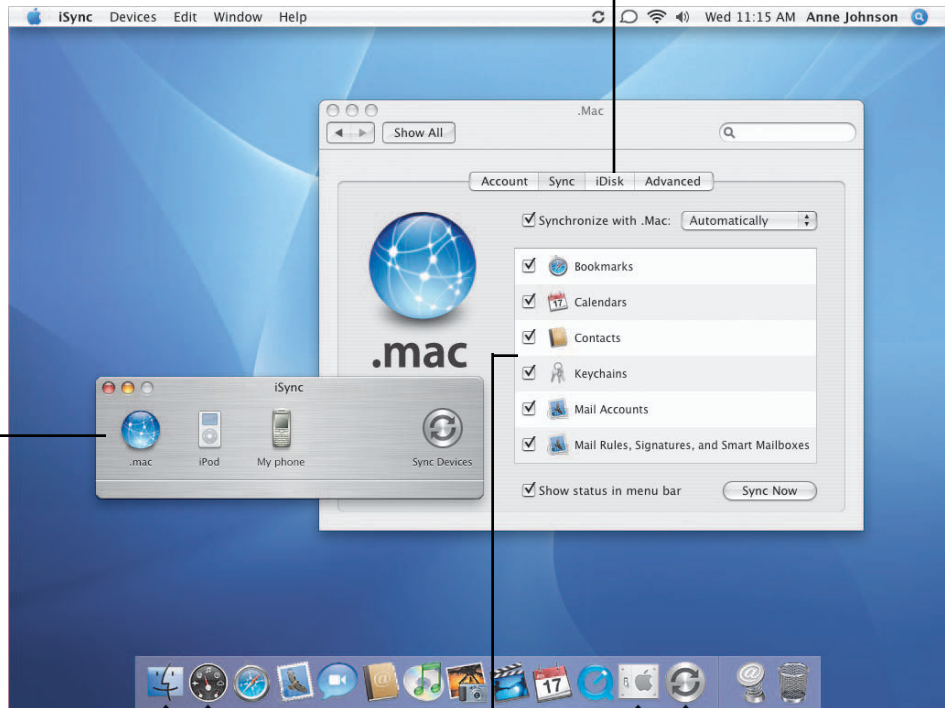 iSync Devices Edit Window Help Wed 11:15 AM Anne Johnson
.Mac
Show All
Account Sync iDisk Advanced
Synchronize with .Mac: Automatically
Bookmarks
17 Calendars
Contacts
Keychains
Mail Accounts
Mail Rules, Signatures, and Smart Mailboxes
Show status in menu bar Sync Now
.mac
iSync
.mac iPod My phone Sync Devices
@ 17 @